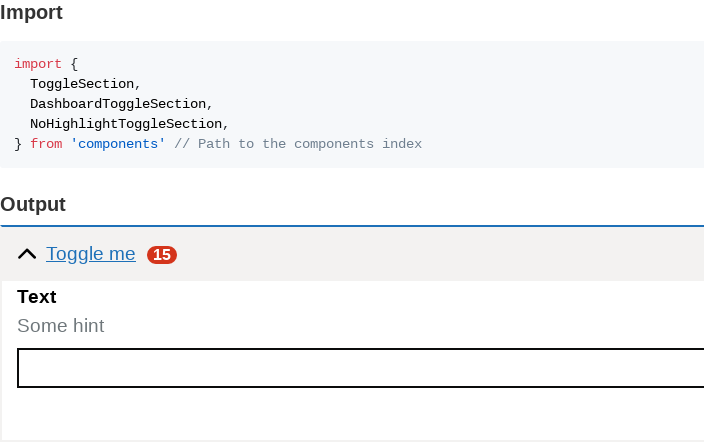 Import
import {
  ToggleSection,
  DashboardToggleSection,
  NoHighlightToggleSection,
} from 'components' // Path to the components index
Output
Toggle me 15
Text
Some hint